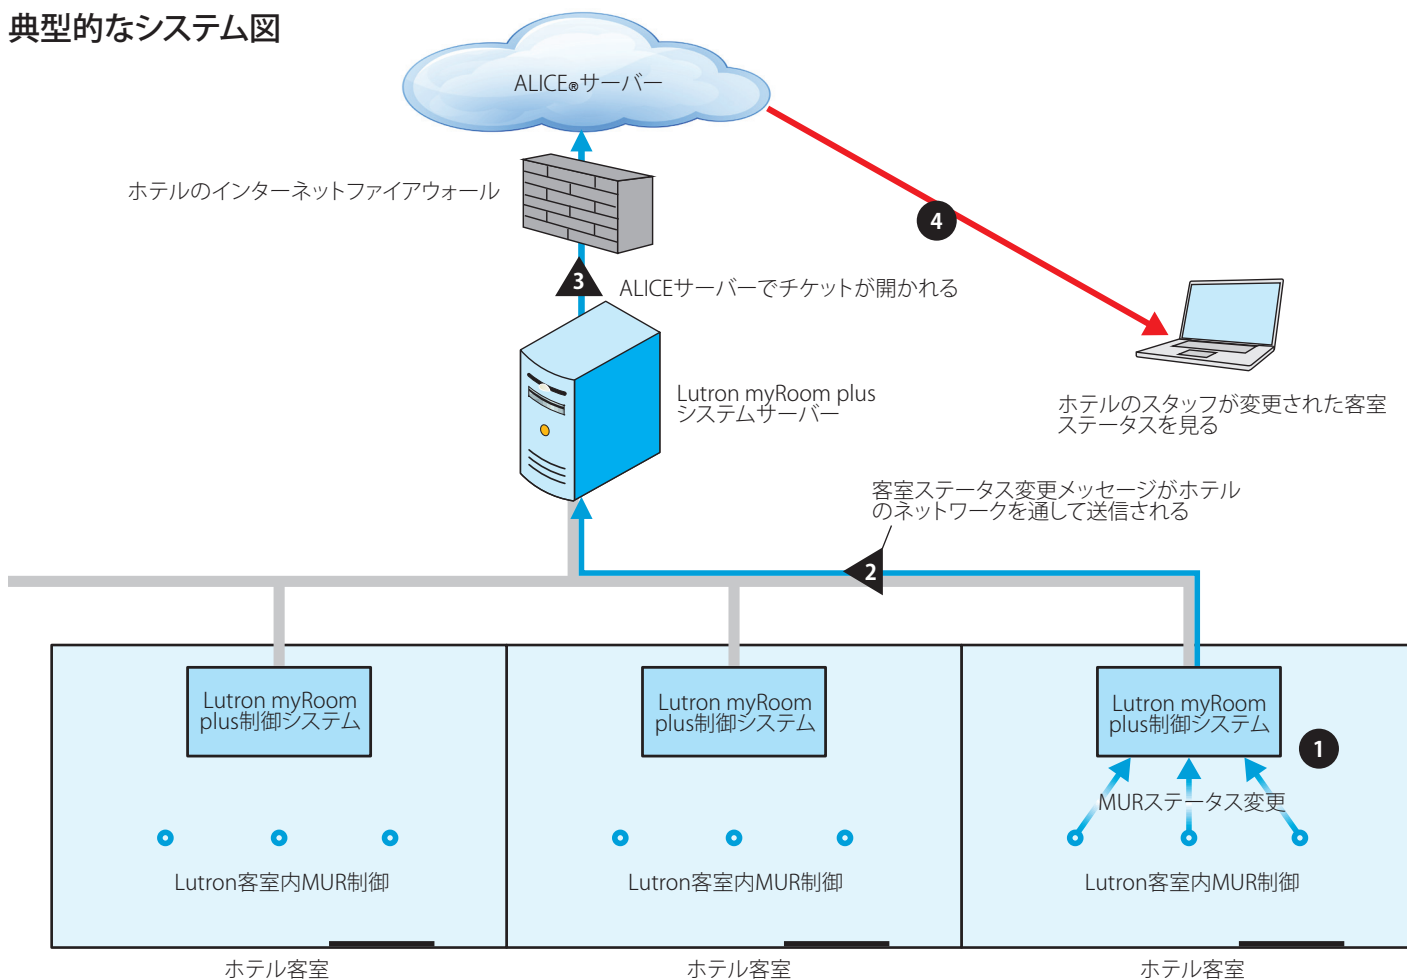 典型的なシステム図
ALICE®サーバー
ホテルのインターネットファイアウォール
4
3
ALICEサーバーでチケットが開かれる
Lutron myRoom plus
システムサーバー
ホテルのスタッフが変更された客室
ステータスを見る
客室ステータス変更メッセージがホテル
のネットワークを通して送信される
2
Lutron myRoom
plus制御システム
Lutron myRoom
plus制御システム
Lutron myRoom
plus制御システム
1
MURステータス変更
Lutron客室内MUR制御
Lutron客室内MUR制御
Lutron客室内MUR制御
ホテル客室
ホテル客室
ホテル客室